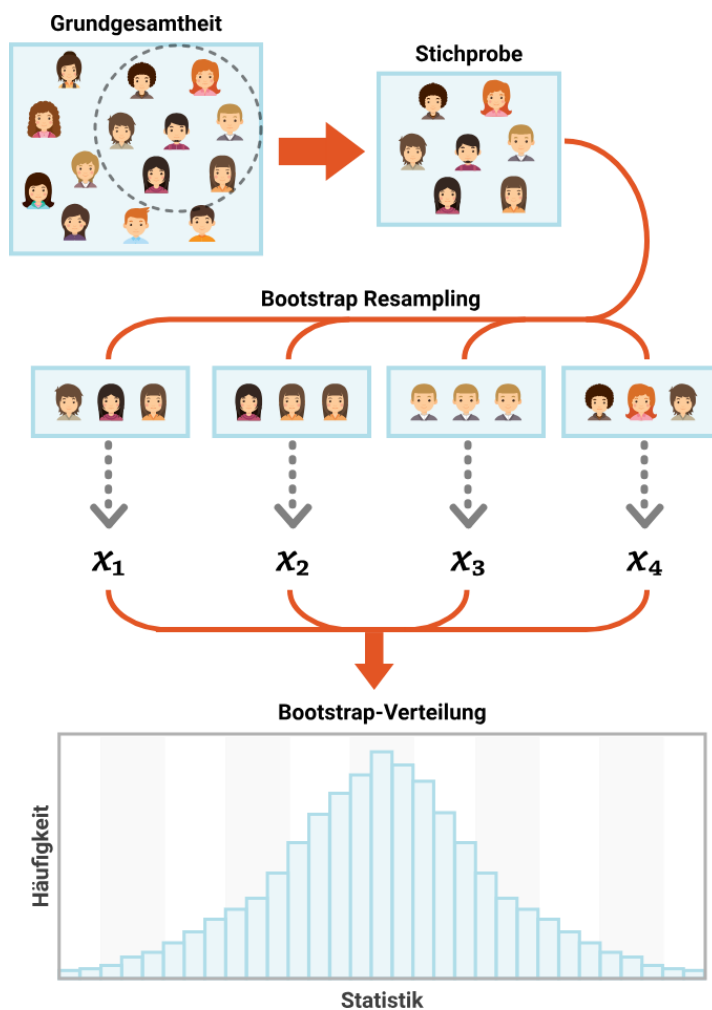 Grundgesamtheit
Stichprobe
Bootstrap Resampling
x₁ x₂ x₃ x₄
Bootstrap-Verteilung
Häufigkeit
Statistik